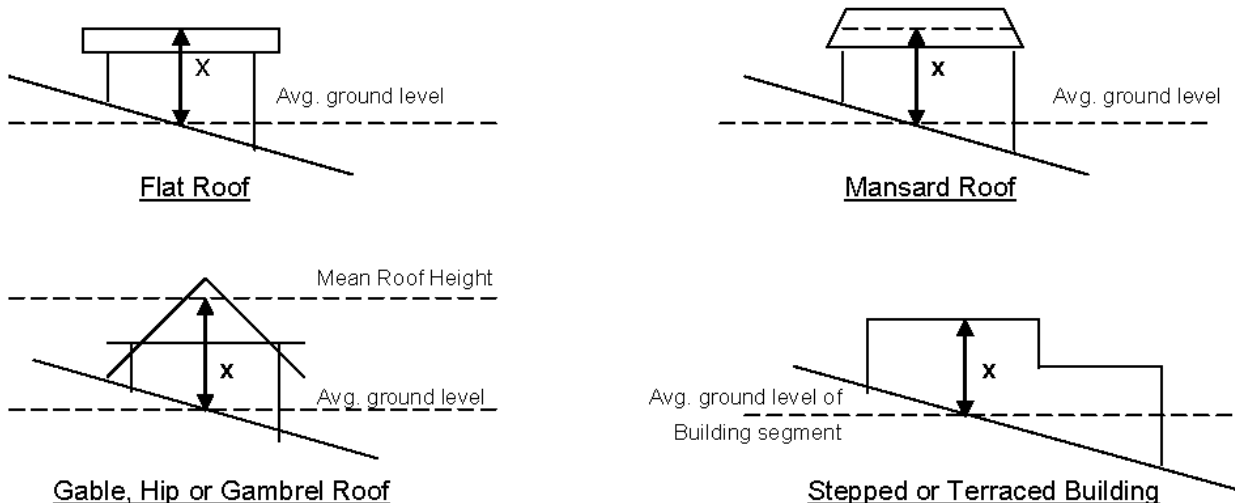 X
Avg. ground level
Flat Roof
x
Avg. ground level
Mansard Roof
Mean Roof Height
x
Avg. ground level
Gable, Hip or Gambrel Roof
x
Avg. ground level of
Building segment
Stepped or Terraced Building